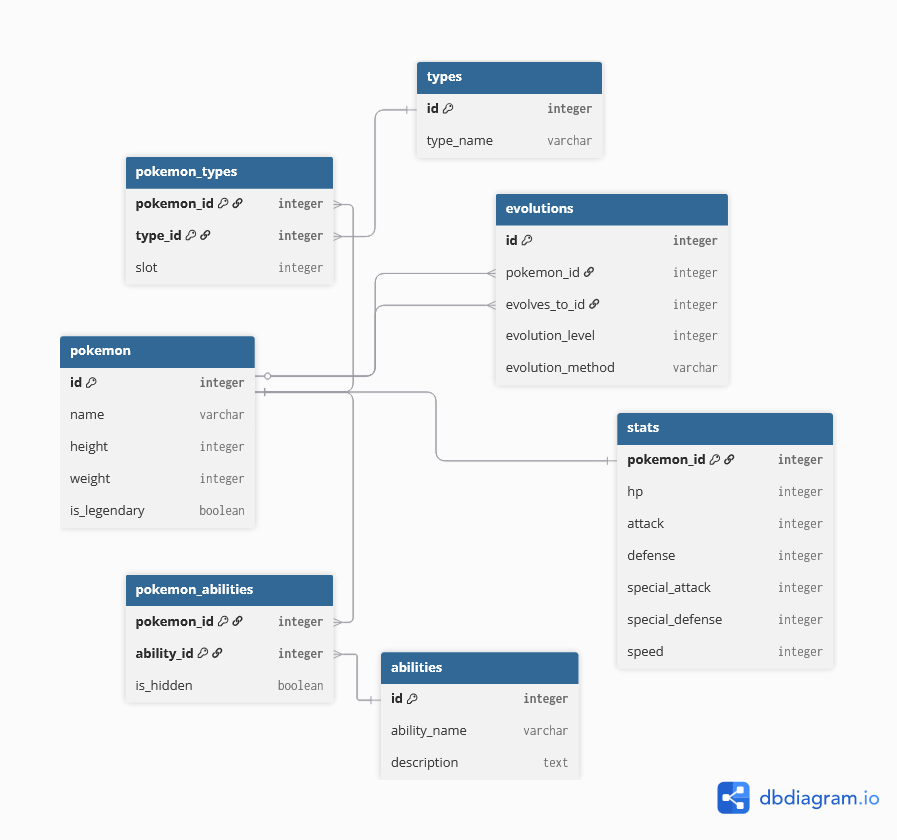 types
id integer
type_name varchar
pokemon_types
pokemon_id integer
type_id integer
slot integer
evolutions
id integer
pokemon_id integer
evolves_to_id integer
evolution_level integer
evolution_method varchar
pokemon
id integer
name varchar
height integer
weight integer
is_legendary boolean
stats
pokemon_id integer
hp integer
attack integer
defense integer
special_attack integer
special_defense integer
speed integer
pokemon_abilities
pokemon_id integer
ability_id integer
is_hidden boolean
abilities
id integer
ability_name varchar
description text
dbdiagram.io